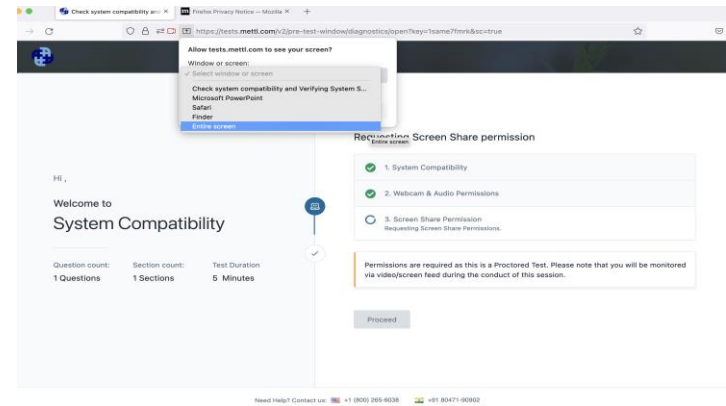 Check system compatibility and ×
Firefox Privacy Notice — Mozilla ×
https://tests.mettl.com/v2/pre-test-window/diagnostics/open?key=1same7fmrk&sc=true
Allow tests.mettl.com to see your screen?
Window or screen:
Select window or screen
Check system compatibility and Verifying System S...
Microsoft PowerPoint
Safari
Finder
Entire screen
Entire screen
Requesting Screen Share permission
1. System Compatibility
2. Webcam & Audio Permissions
3. Screen Share Permission
Requesting Screen Share Permissions.
Hi ,
Welcome to
System Compatibility
Question count: Section count: Test Duration
1 Questions 1 Sections 5 Minutes
Permissions are required as this is a Proctored Test. Please note that you will be monitored
via video/screen feed during the conduct of this session.
Proceed
Need Help? Contact us: +1 (800) 265-6038 +91 80471-90902